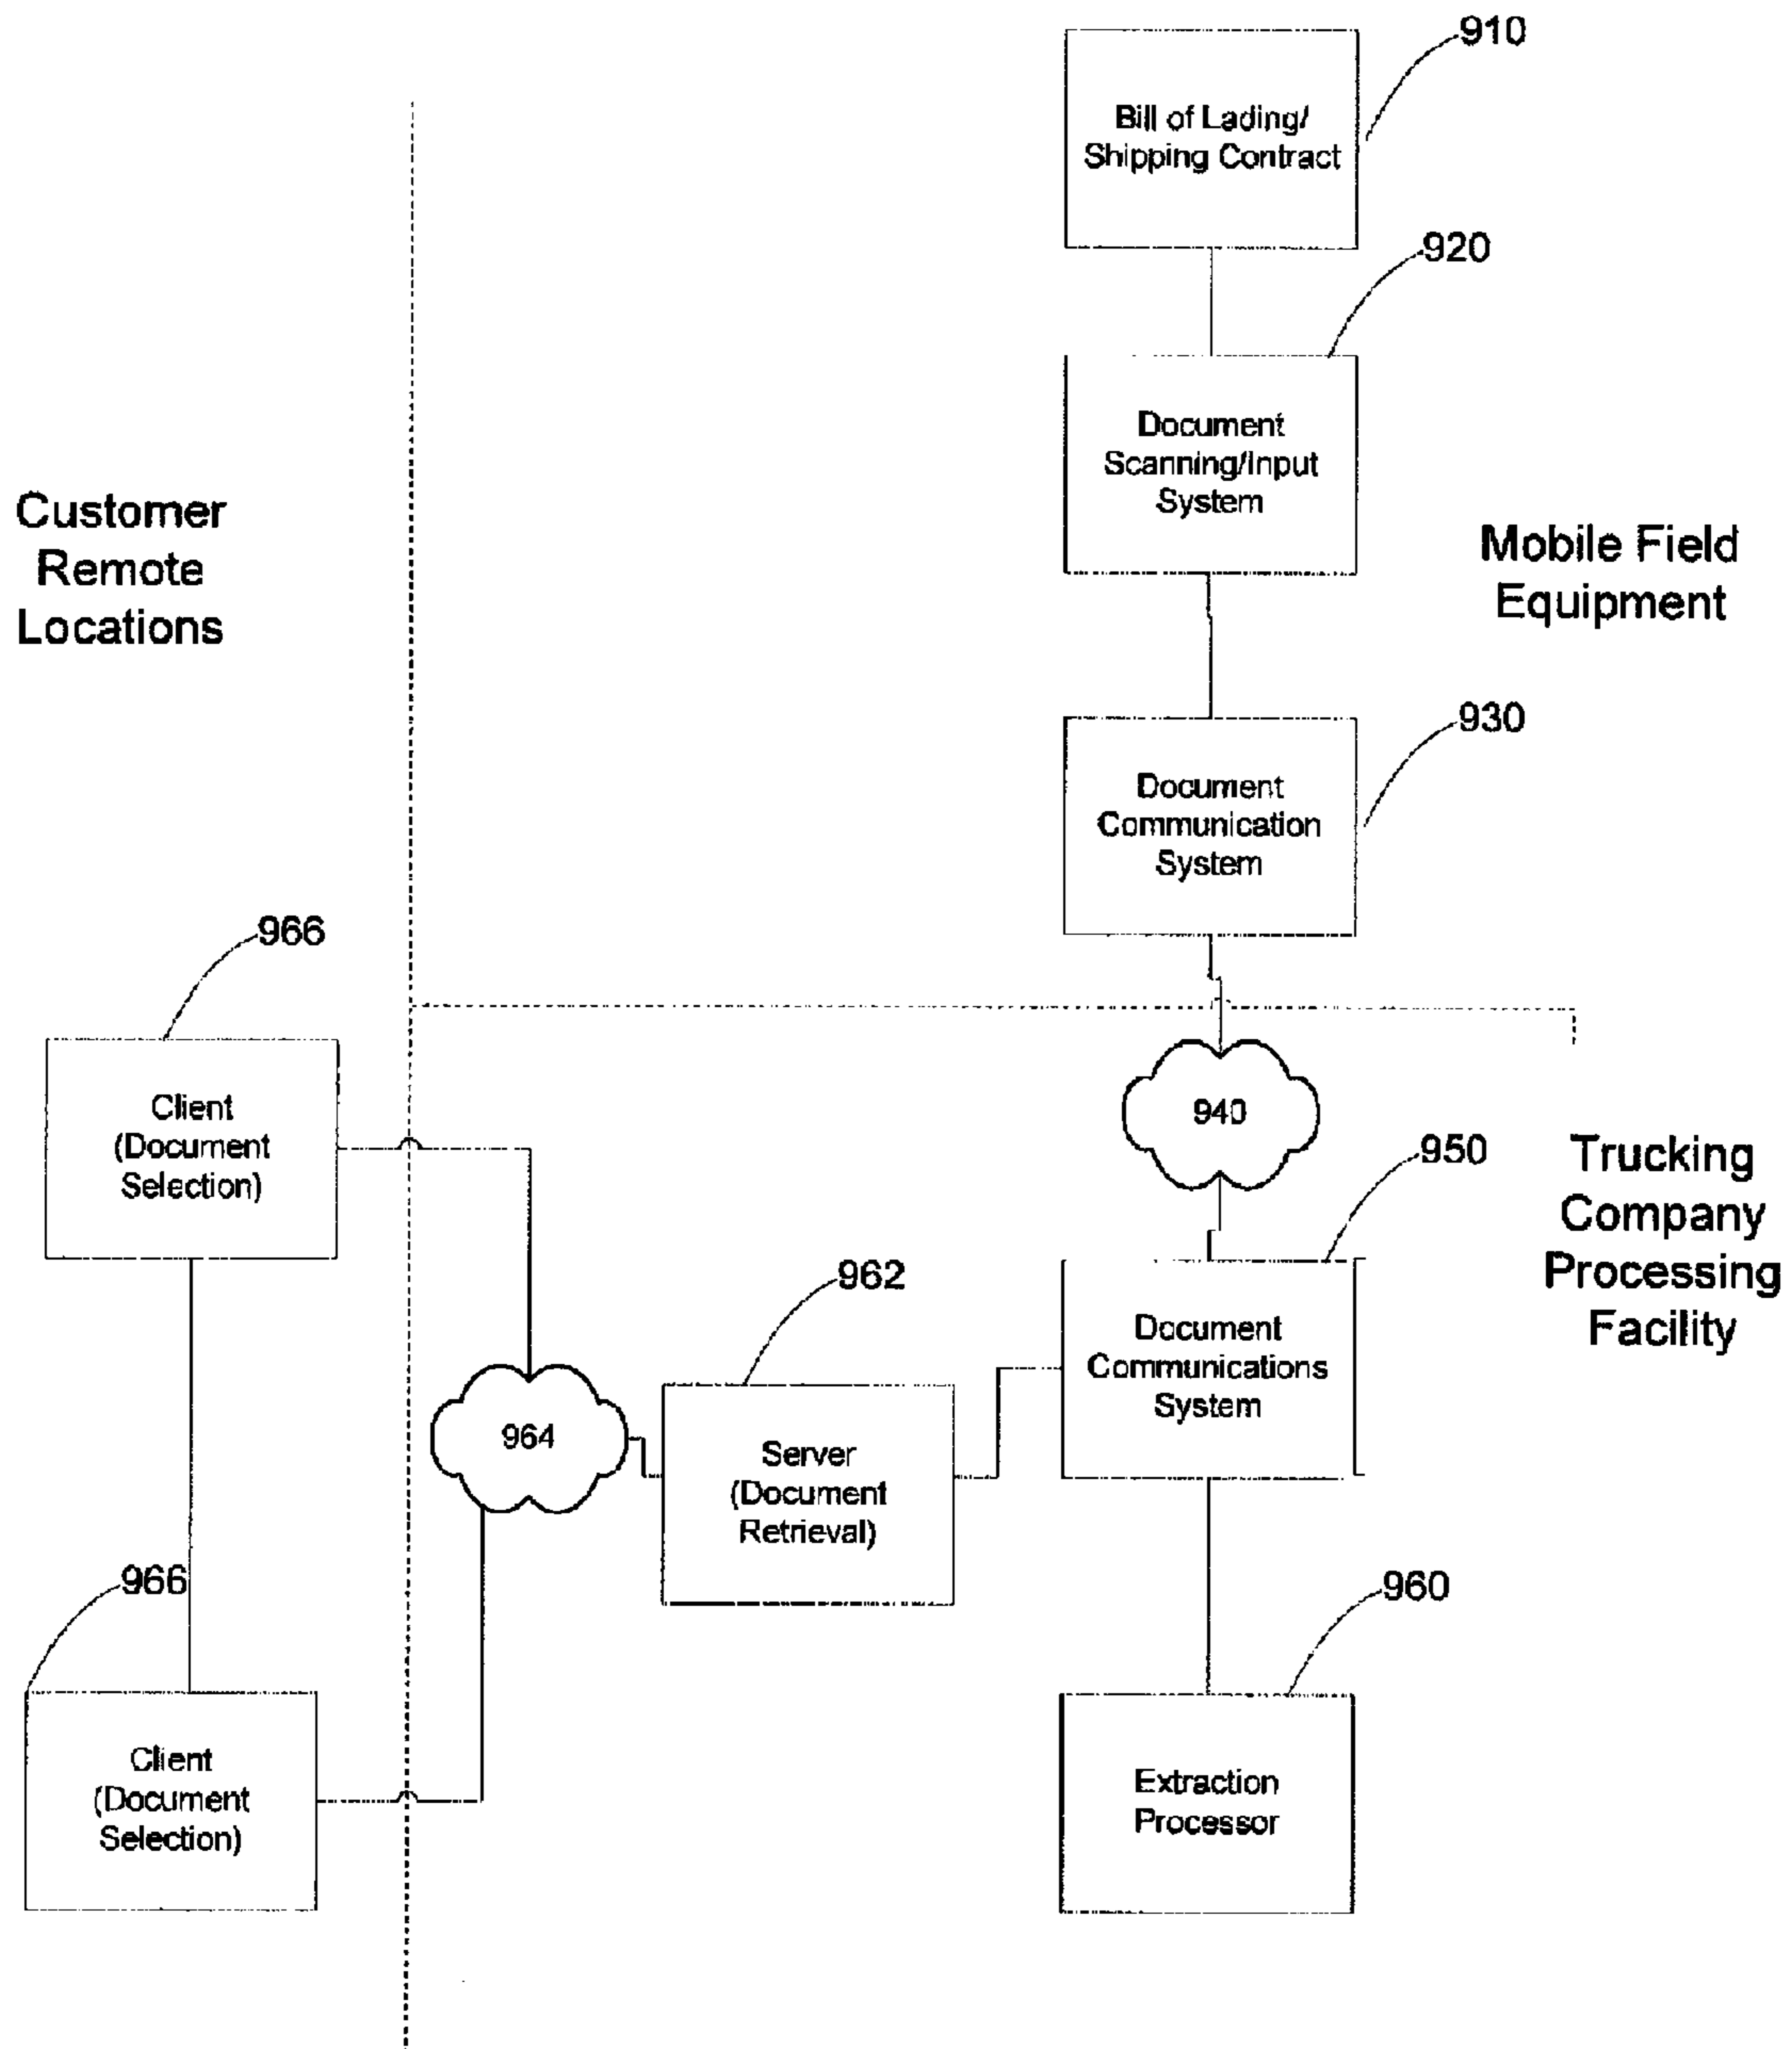 910
Bill of Lading/
Shipping Contract
920
Document
Scanning/Input
System
Customer
Remote
Locations
Mobile Field
Equipment
930
Document
Communication
System
966
Client
(Document
Selection)
940
950
Trucking
Company
Processing
Facility
962
Document
Communications
System
964
Server
(Document
Retrieval)
966
960
Client
(Document
Selection)
Extraction
Processor